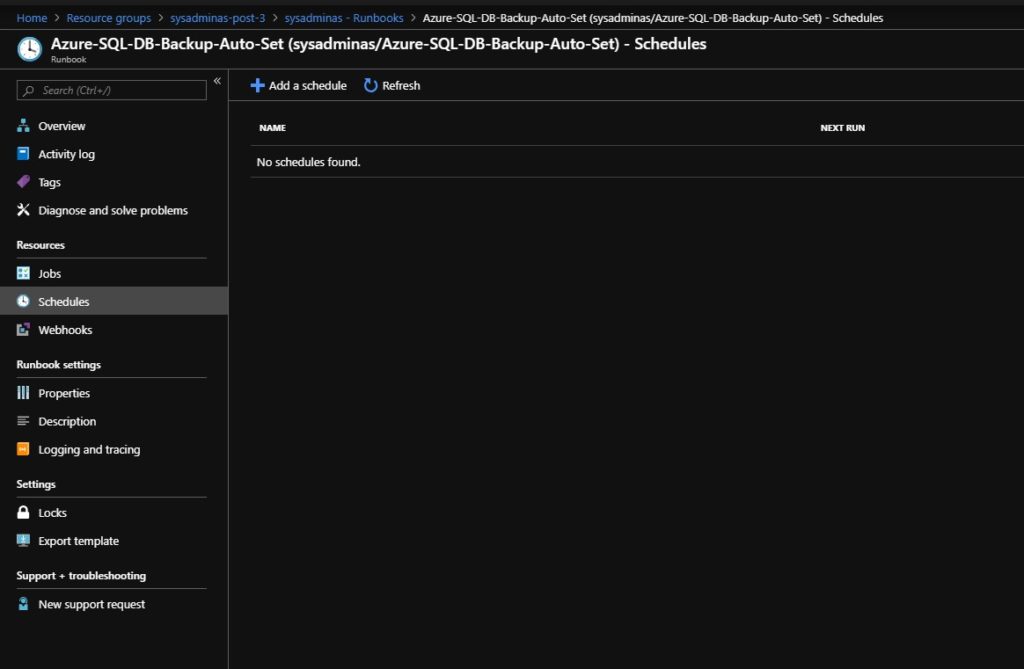 Home > Resource groups > sysadminas-post-3 > sysadminas - Runbooks > Azure-SQL-DB-Backup-Auto-Set (sysadminas/Azure-SQL-DB-Backup-Auto-Set) - Schedules
Azure-SQL-DB-Backup-Auto-Set (sysadminas/Azure-SQL-DB-Backup-Auto-Set) - Schedules
Runbook
Search (Ctrl+/)
«
Overview
Activity log
Tags
Diagnose and solve problems
Resources
Jobs
Schedules
Webhooks
Runbook settings
Properties
Description
Logging and tracing
Settings
Locks
Export template
Support + troubleshooting
New support request
Add a schedule Refresh
NAME NEXT RUN
No schedules found.